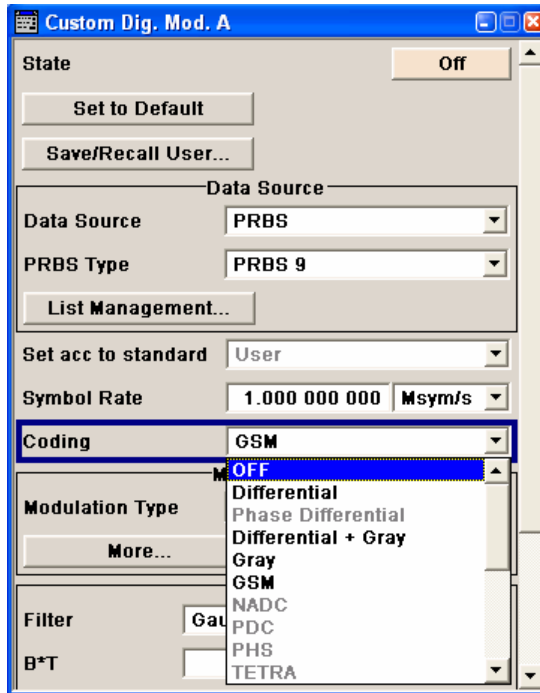 Custom Dig. Mod. A
State Off
Set to Default
Save/Recall User...
Data Source
Data Source PRBS
PRBS Type PRBS 9
List Management...
Set acc to standard User
Symbol Rate 1.000 000 000 Msym/s
Coding GSM
OFF
Differential
Modulation Type Phase Differential
Differential + Gray
More... Gray
GSM
NADC
Filter Gau
PDC
PHS
B*T
TETRA